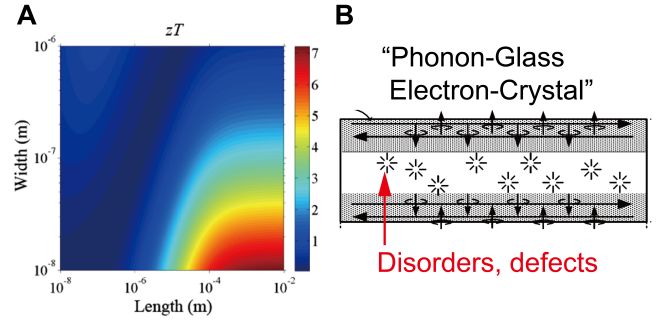 A
zT
10⁻⁶
10⁻⁷
10⁻⁸
Width (m)
10⁻⁸
10⁻⁶
10⁻⁴
10⁻²
Length (m)
7
6
5
4
3
2
1
B
“Phonon-Glass
Electron-Crystal”
Disorders, defects